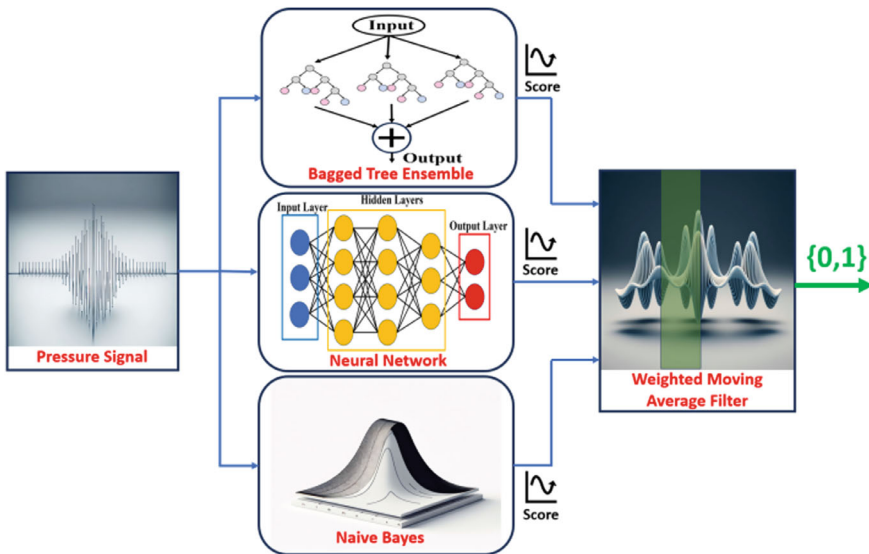 Input
Output
Bagged Tree Ensemble
Score
Pressure Signal
Hidden Layers
Input Layer
Output Layer
Neural Network
Score
Naive Bayes
Score
Weighted Moving
Average Filter
{0,1}